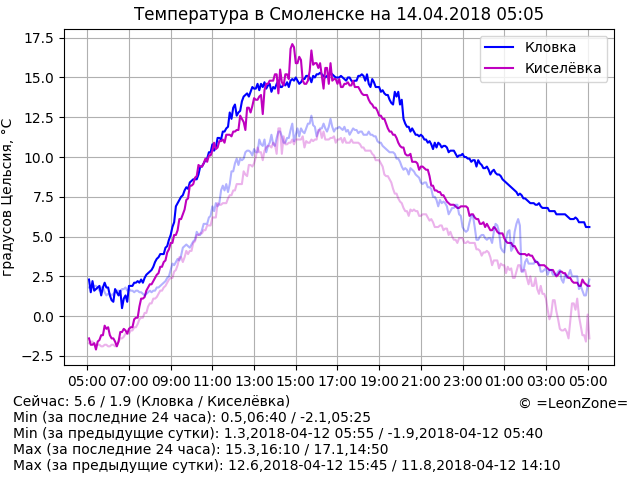 Температура в Смоленске на 14.04.2018 05:05
17.5
15.0
12.5
10.0
7.5
5.0
2.5
0.0
−2.5
градусов Цельсия, °C
Кловка
Киселёвка
05:00 07:00 09:00 11:00 13:00 15:00 17:00 19:00 21:00 23:00 01:00 03:00 05:00
Сейчас: 5.6 / 1.9 (Кловка / Киселёвка)
© =LeonZone=
Min (за последние 24 часа): 0.5,06:40 / -2.1,05:25
Min (за предыдущие сутки): 1.3,2018-04-12 05:55 / -1.9,2018-04-12 05:40
Max (за последние 24 часа): 15.3,16:10 / 17.1,14:50
Max (за предыдущие сутки): 12.6,2018-04-12 15:45 / 11.8,2018-04-12 14:10